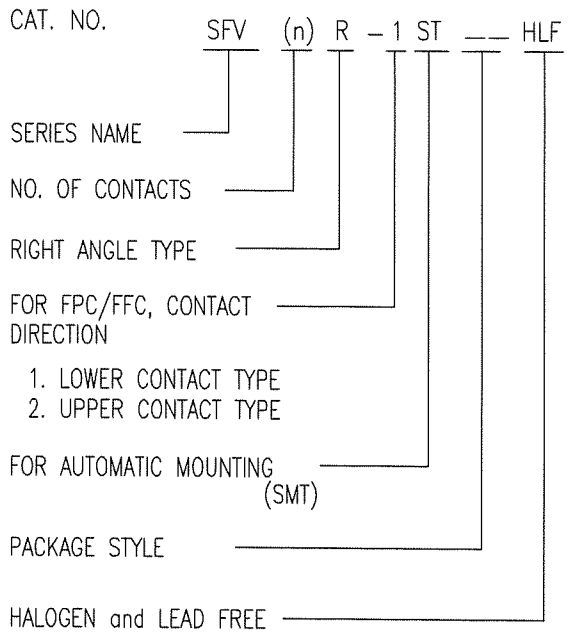 CAT. NO. SFV (n) R - 1 ST __ HLF
SERIES NAME
NO. OF CONTACTS
RIGHT ANGLE TYPE
FOR FPC/FFC, CONTACT
DIRECTION
1. LOWER CONTACT TYPE
2. UPPER CONTACT TYPE
FOR AUTOMATIC MOUNTING
(SMT)
PACKAGE STYLE
HALOGEN and LEAD FREE